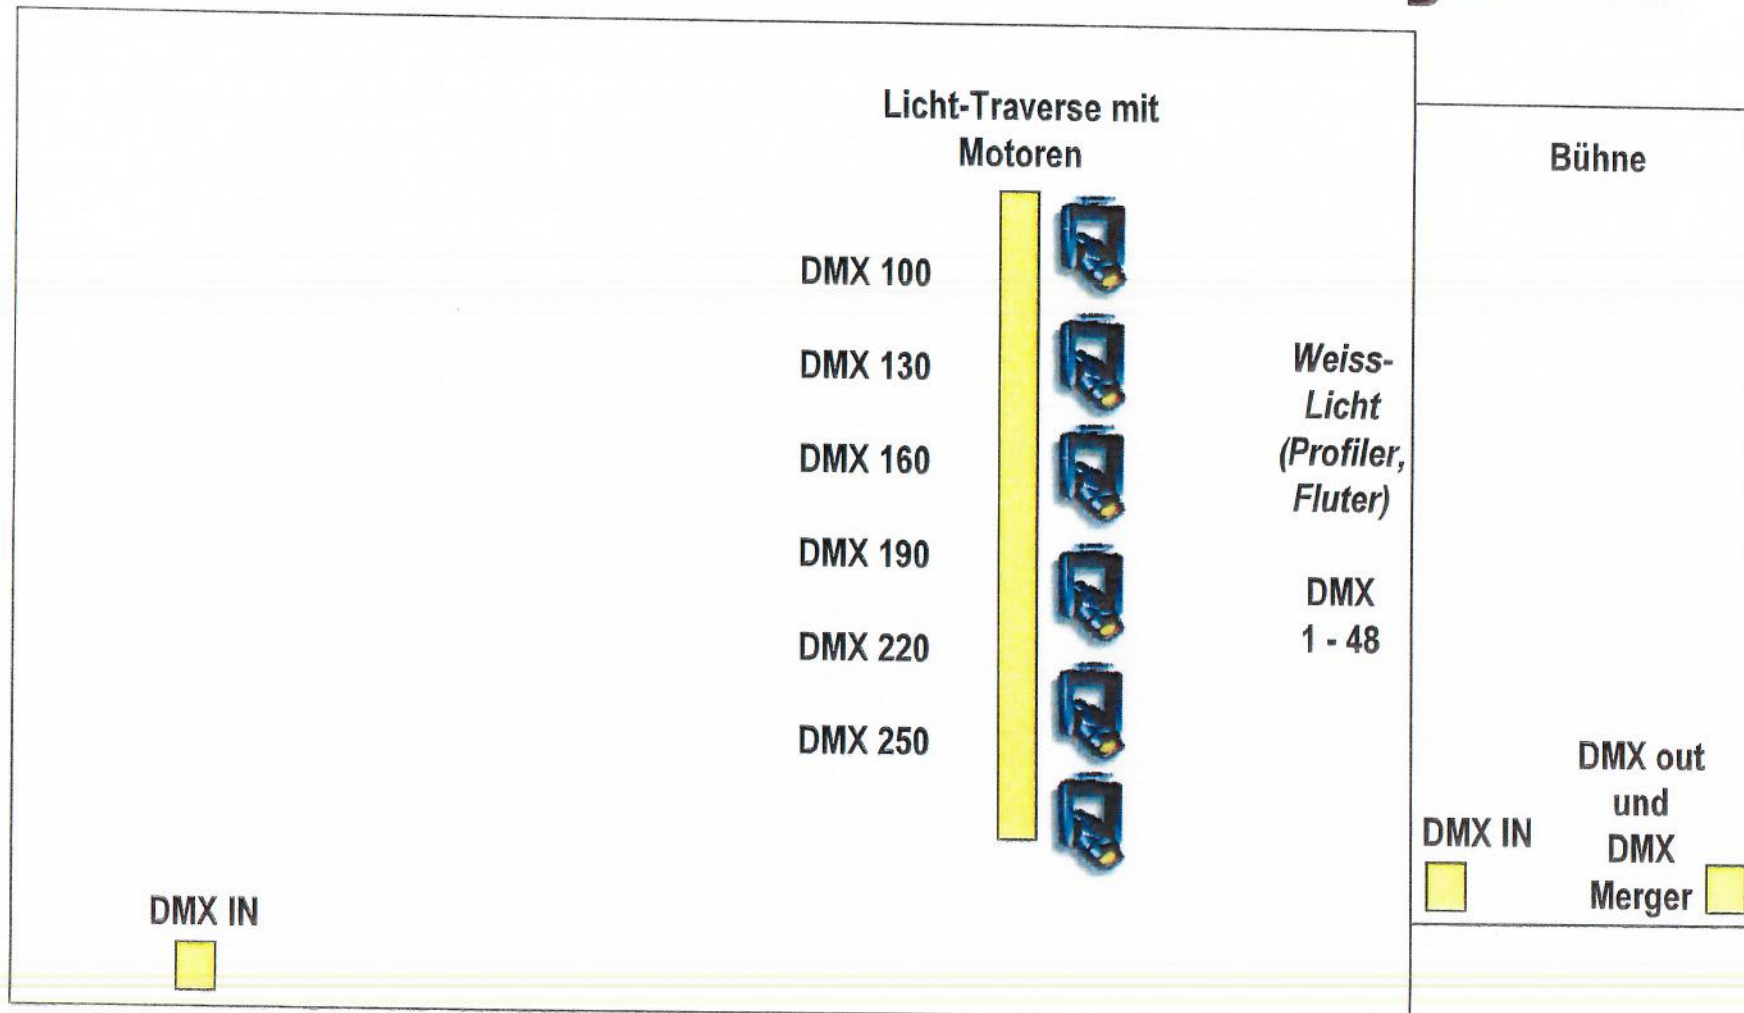 Licht-Traverse mit
Motoren
DMX 100
DMX 130
DMX 160
DMX 190
DMX 220
DMX 250
Weiss-
Licht
(Profiler,
Fluter)
DMX
1 - 48
Bühne
DMX IN
DMX out
und
DMX
Merger
DMX IN